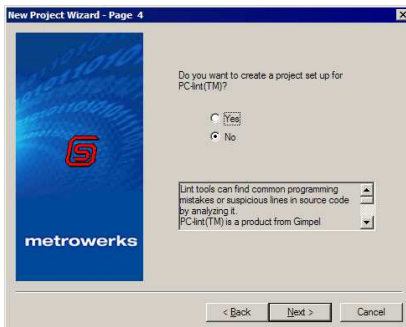 New Project Wizard - Page 4
Do you want to create a project set up for
PC-lint(TM)?
Yes
No
Lint tools can find common programming
mistakes or suspicious lines in source code
by analyzing it.
PC-lint(TM) is a product from Gimpel
metrowerks
< Back
Next >
Cancel